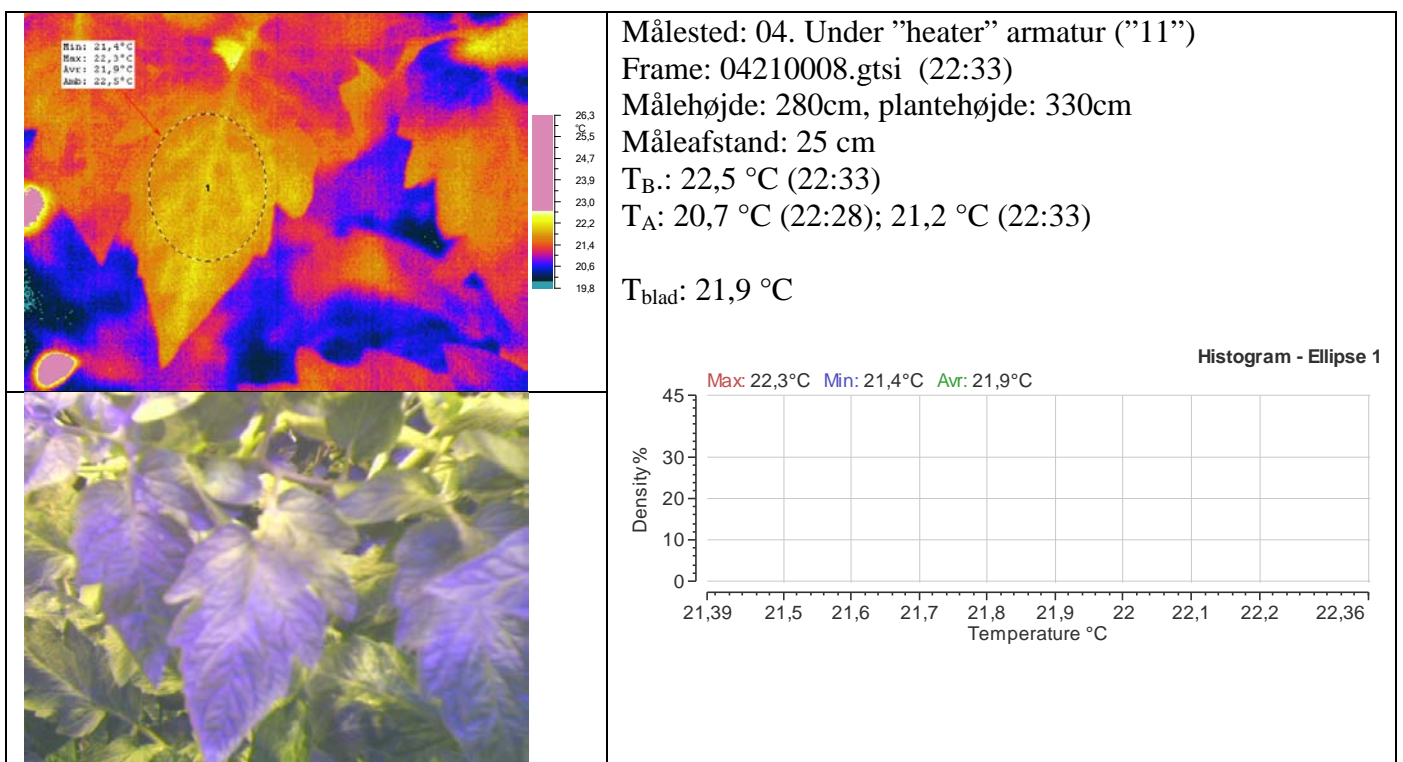 Min: 21,4°C
Max: 22,3°C
Avr: 21,9°C
Amb: 22,5°C
1
26,3
°C
25,5
24,7
23,9
23,0
22,2
21,4
20,6
19,8
Målested: 04. Under ”heater” armatur (”11”)
Frame: 04210008.gtsi (22:33)
Målehøjde: 280cm, plantehøjde: 330cm
Måleafstand: 25 cm
TB.: 22,5 °C (22:33)
TA: 20,7 °C (22:28); 21,2 °C (22:33)
Tblad: 21,9 °C
Histogram - Ellipse 1
Max: 22,3°C Min: 21,4°C Avr: 21,9°C
Density %
45
30
20
10
0
21,39 21,5 21,6 21,7 21,8 21,9 22 22,1 22,2 22,36
Temperature °C